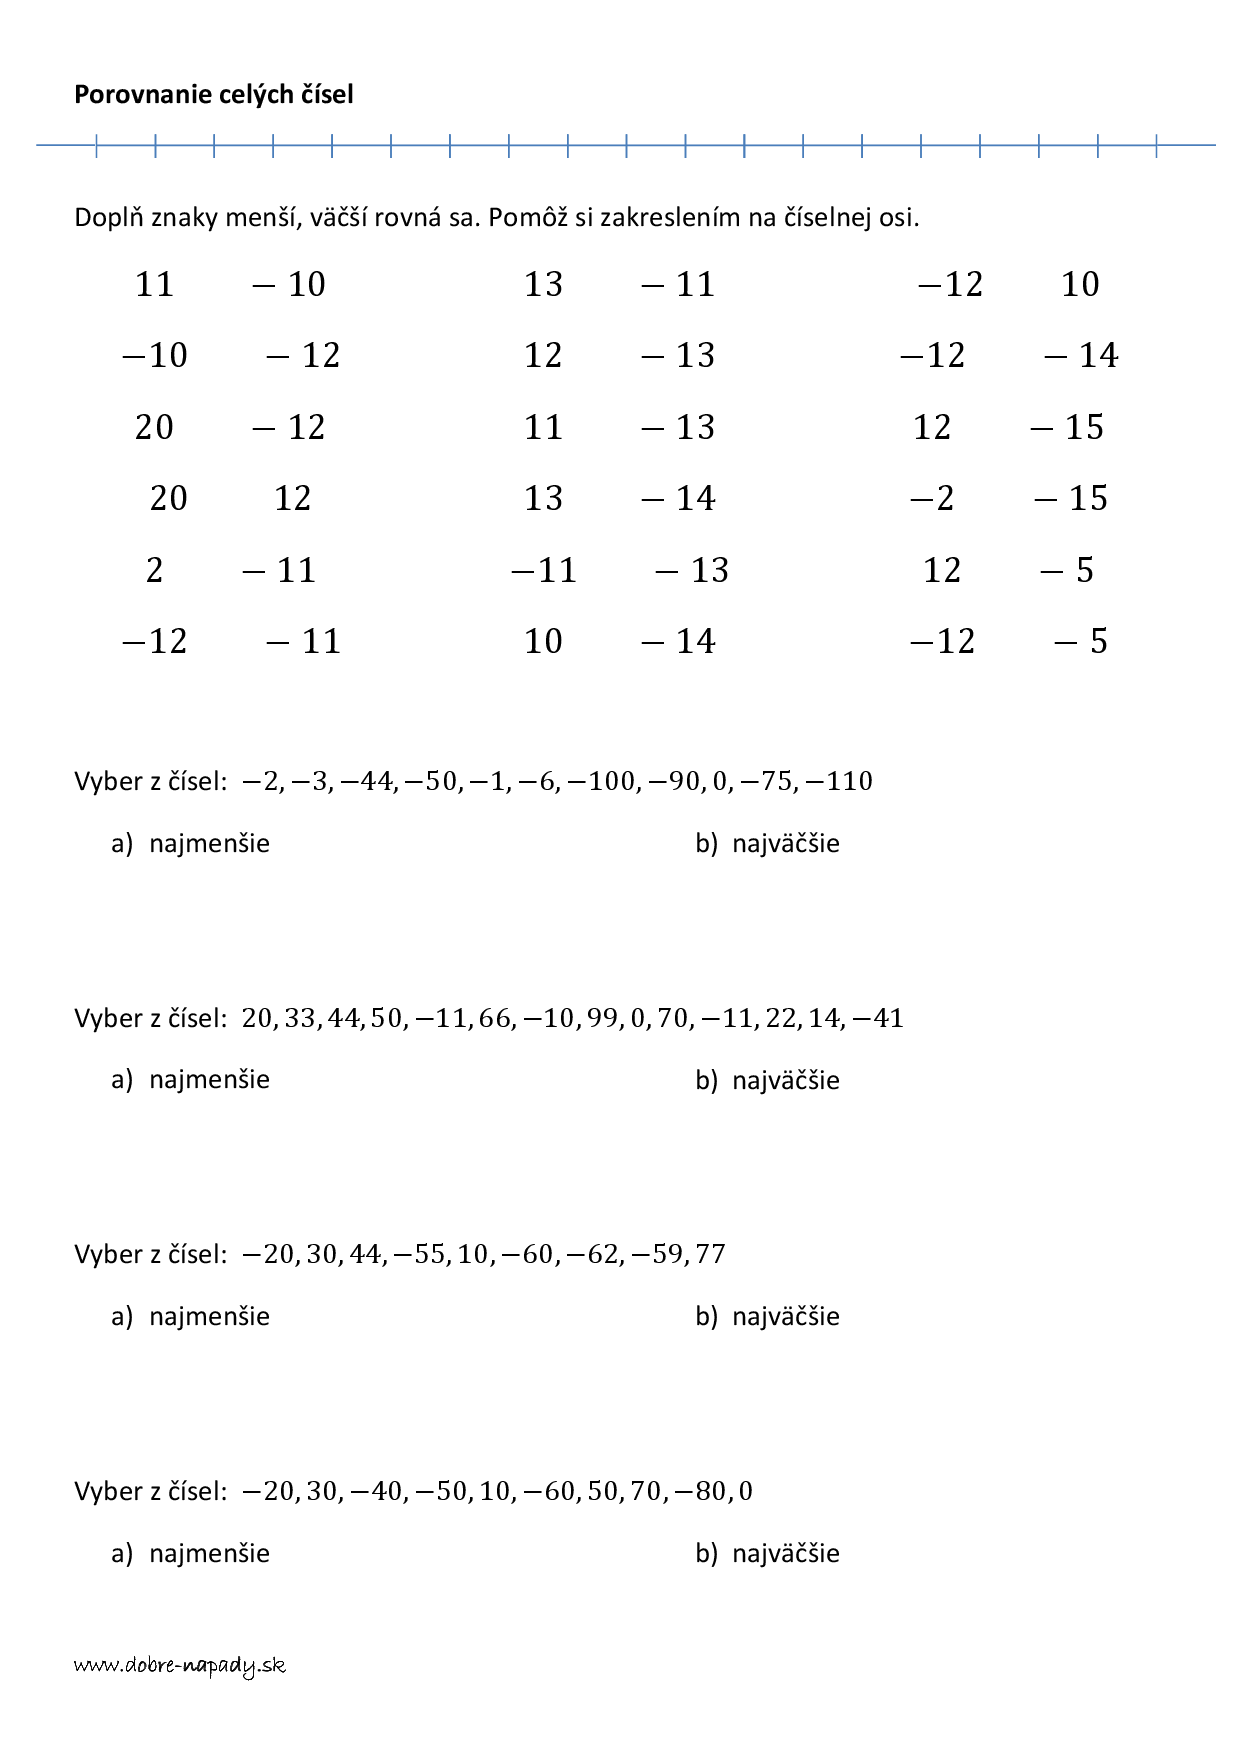 Porovnanie celých čísel
Doplň znaky menší, väčší rovná sa. Pomôž si zakreslením na číselnej osi.
11 − 10 13 − 11 −12 10
−10 − 12 12 − 13 −12 − 14
20 − 12 11 − 13 12 − 15
20 12 13 − 14 −2 − 15
2 − 11 −11 − 13 12 − 5
−12 − 11 10 − 14 −12 − 5
Vyber z čísel: −2, −3, −44, −50, −1, −6, −100, −90, 0, −75, −110
a) najmenšie b) najväčšie
Vyber z čísel: 20, 33, 44, 50, −11, 66, −10, 99, 0, 70, −11, 22, 14, −41
a) najmenšie b) najväčšie
Vyber z čísel: −20, 30, 44, −55, 10, −60, −62, −59, 77
a) najmenšie b) najväčšie
Vyber z čísel: −20, 30, −40, −50, 10, −60, 50, 70, −80, 0
a) najmenšie b) najväčšie
www.dobre-napady.sk